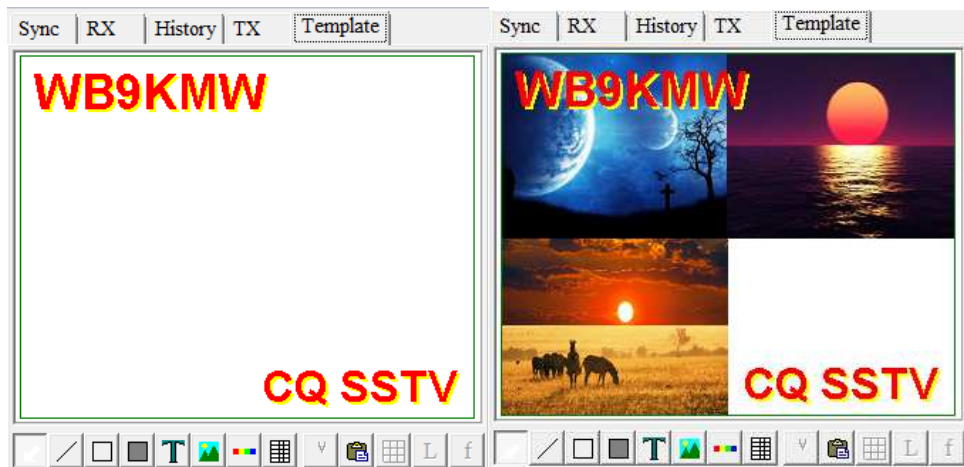 Sync RX History TX Template
WB9KMW
CQ SSTV
T L f
Sync RX History TX Template
WB9KMW
CQ SSTV
T L f